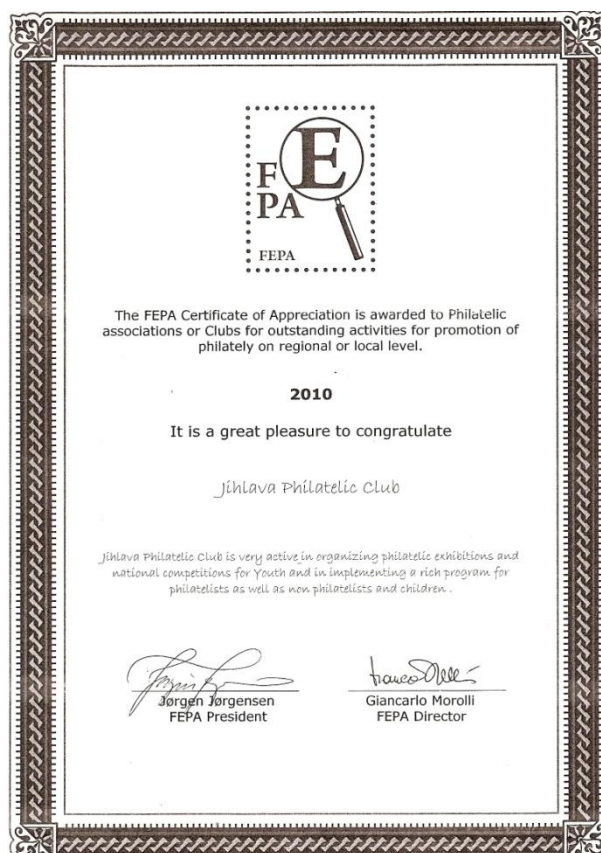 F E
PA
FEPA
The FEPA Certificate of Appreciation is awarded to Philatelic
associations or Clubs for outstanding activities for promotion of
philately on regional or local level.
2010
It is a great pleasure to congratulate
Jihlava Philatelic Club
Jihlava Philatelic Club is very active in organizing philatelic exhibitions and
national competitions for Youth and in implementing a rich program for
philatelists as well as non philatelists and children .
Jørgen Jørgensen
FEPA President
Giancarlo Morolli
FEPA Director